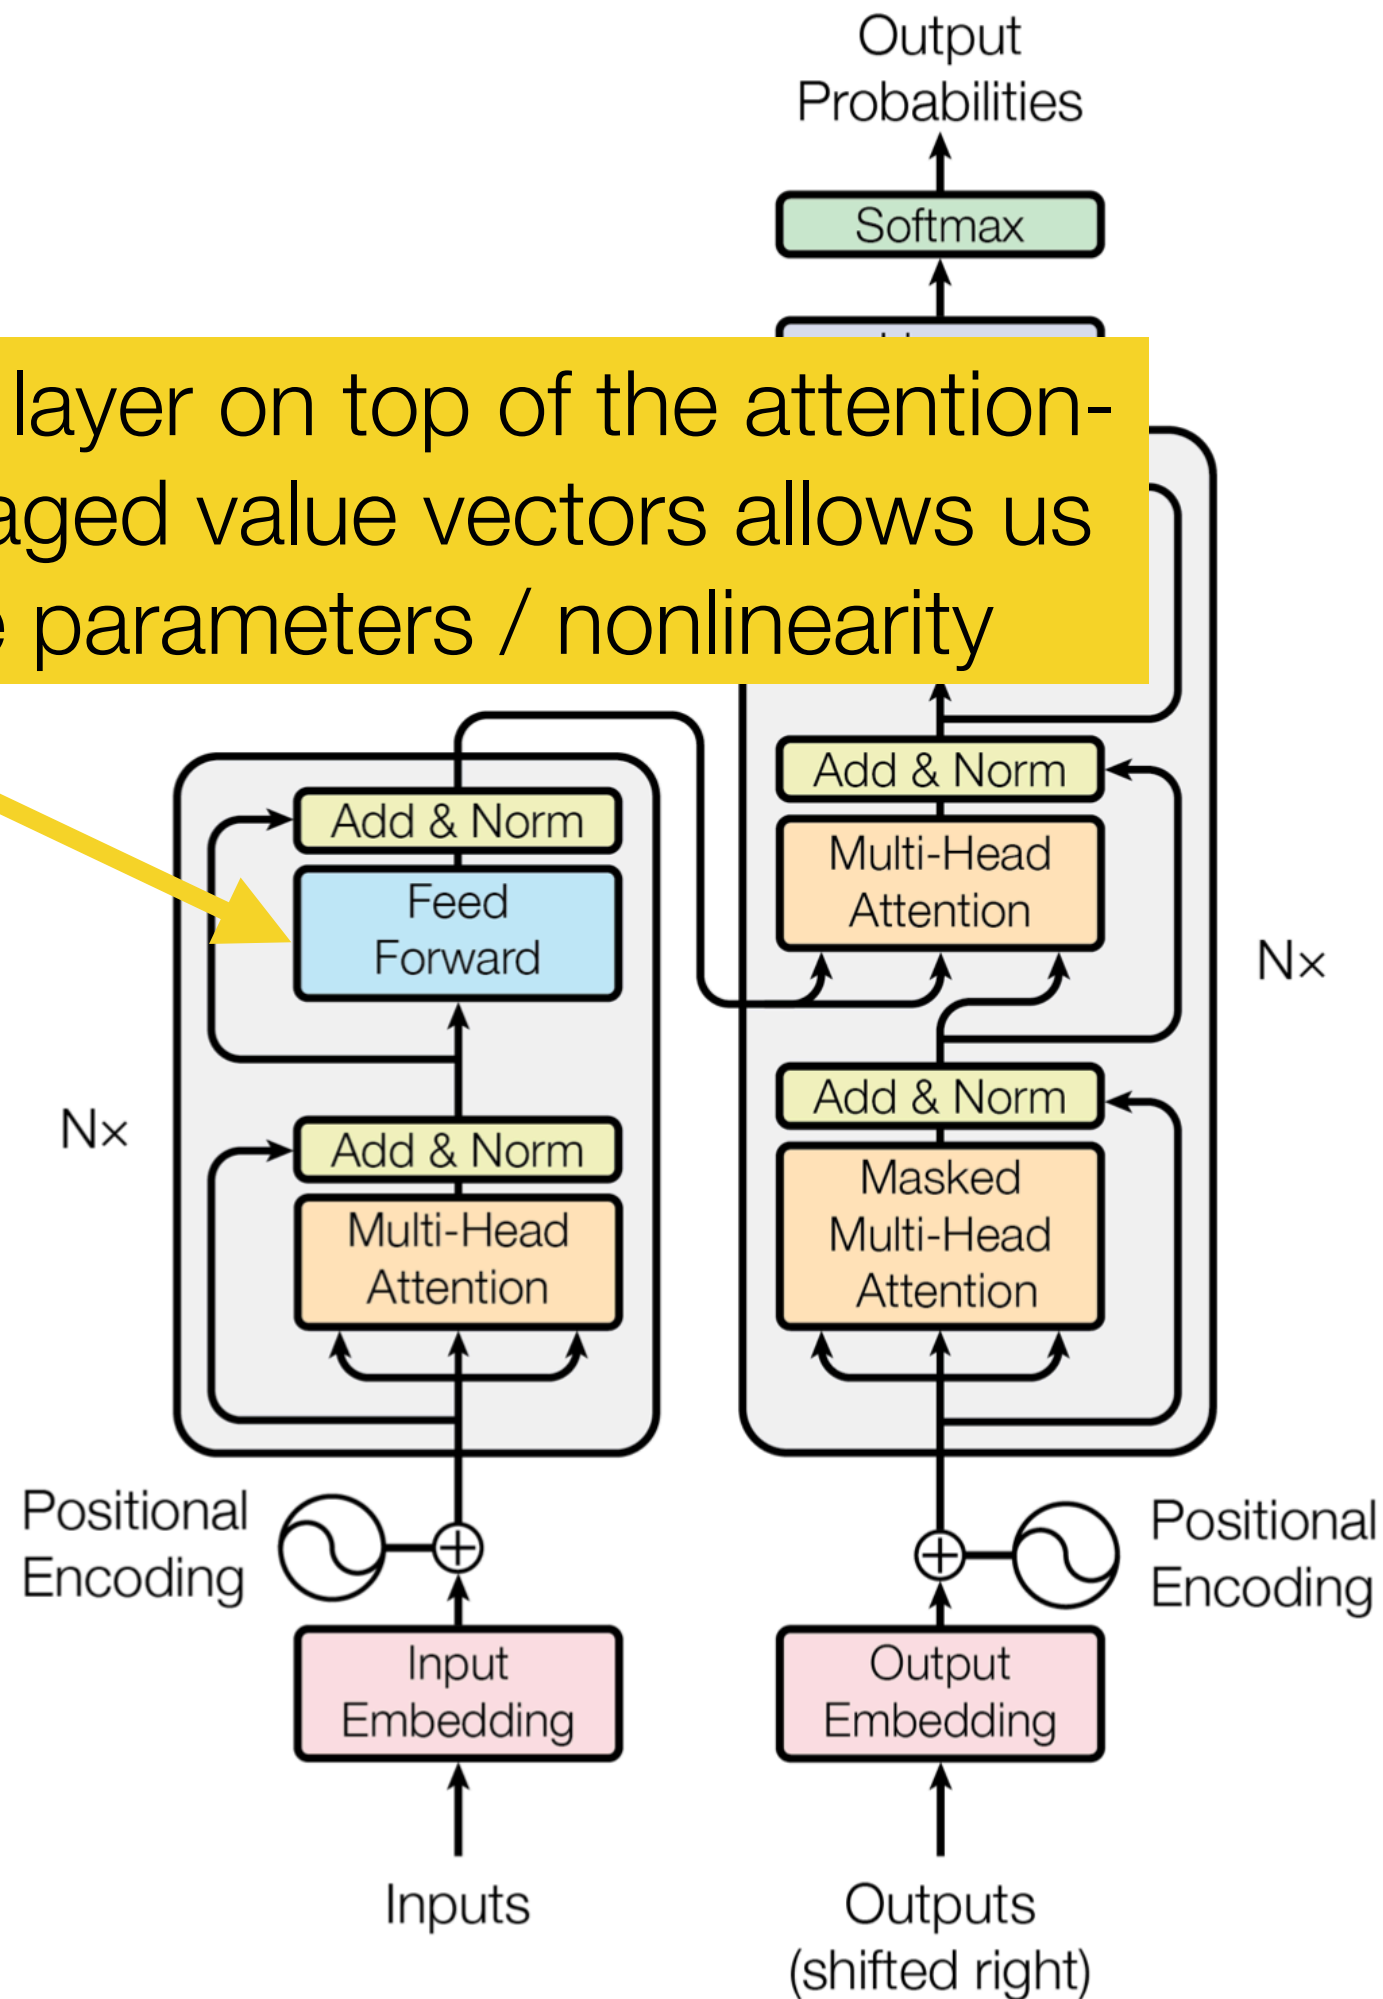 Output
Probabilities
Softmax
layer on top of the attention-
aged value vectors allows us
parameters / nonlinearity
Add & Norm
Multi-Head
Attention
Nx
Add & Norm
Masked
Multi-Head
Attention
Add & Norm
Feed
Forward
Nx
Add & Norm
Multi-Head
Attention
Positional
Encoding
Positional
Encoding
Input
Embedding
Output
Embedding
Inputs
Outputs
(shifted right)